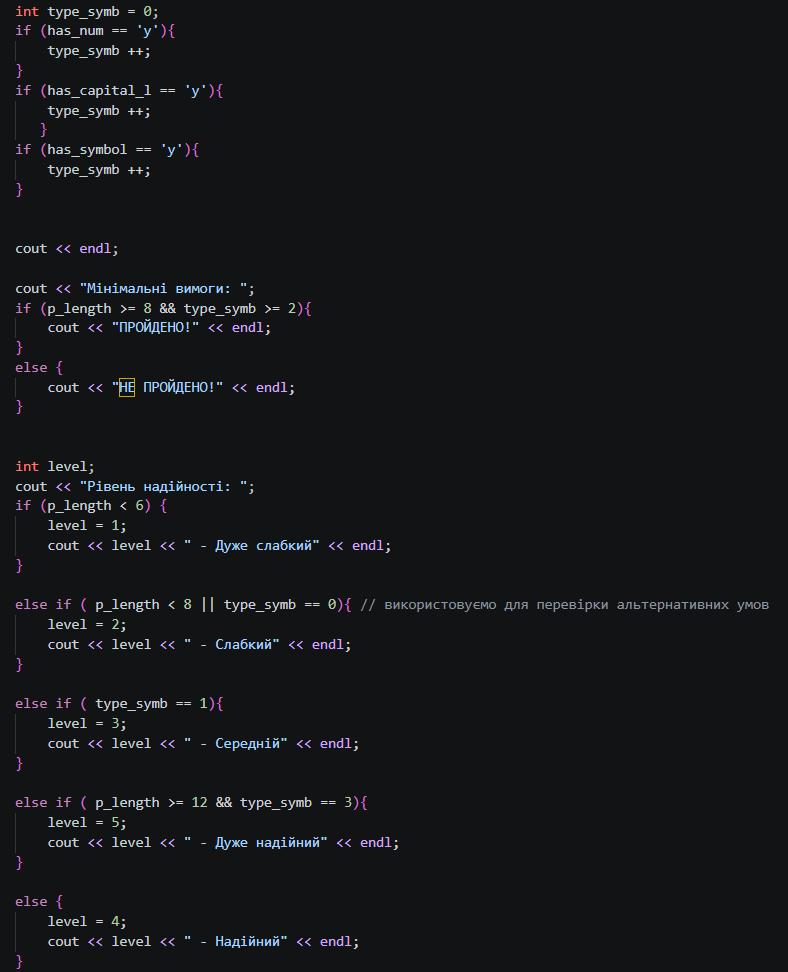 int type_symb = 0;
if (has_num == 'y'){
    type_symb ++;
}
if (has_capital_l == 'y'){
    type_symb ++;
   }
if (has_symbol == 'y'){
    type_symb ++;
}
cout << endl;
cout << "Мінімальні вимоги: ";
if (p_length >= 8 && type_symb >= 2){
    cout << "ПРОЙДЕНО!" << endl;
}
else {
    cout << "НЕ ПРОЙДЕНО!" << endl;
}
int level;
cout << "Рівень надійності: ";
if (p_length < 6) {
    level = 1;
    cout << level << " - Дуже слабкий" << endl;
}
else if ( p_length < 8 || type_symb == 0){ // використовуємо для перевірки альтернативних умов
    level = 2;
    cout << level << " - Слабкий" << endl;
}
else if ( type_symb == 1){
    level = 3;
    cout << level << " - Середній" << endl;
}
else if ( p_length >= 12 && type_symb == 3){
    level = 5;
    cout << level << " - Дуже надійний" << endl;
}
else {
    level = 4;
    cout << level << " - Надійний" << endl;
}